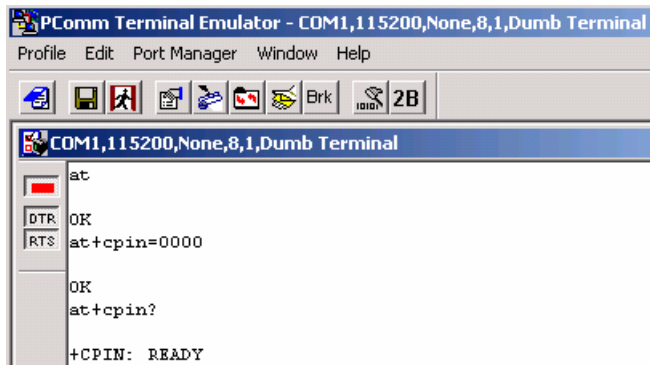 PComm Terminal Emulator - COM1,115200,None,8,1,Dumb Terminal
Profile Edit Port Manager Window Help
Brk 2B
COM1,115200,None,8,1,Dumb Terminal
at
DTR OK
RTS at+cpin=0000
OK
at+cpin?
+CPIN: READY